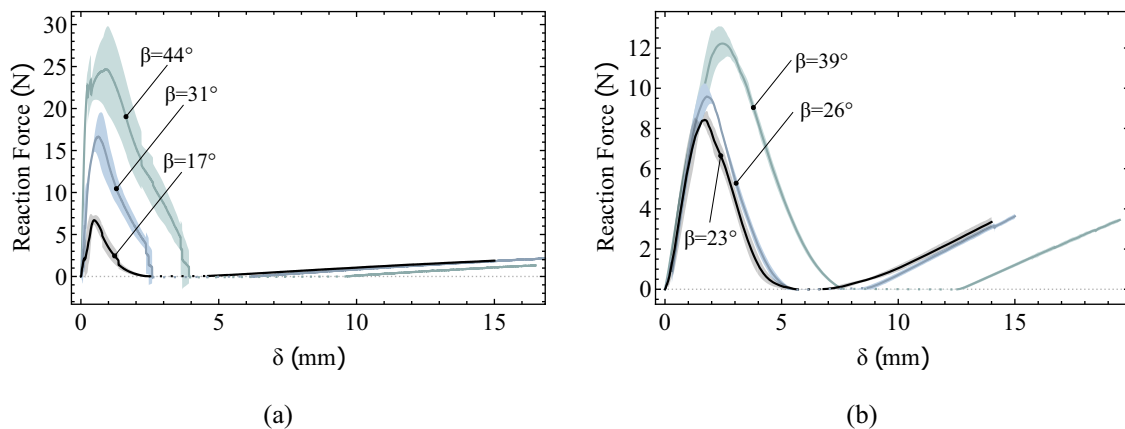 30
25
20
15
10
5
0
0
5
10
15
Reaction Force (N)
δ (mm)
β=44°
β=31°
β=17°
(a)
12
10
8
6
4
2
0
0
5
10
15
Reaction Force (N)
δ (mm)
β=39°
β=26°
β=23°
(b)